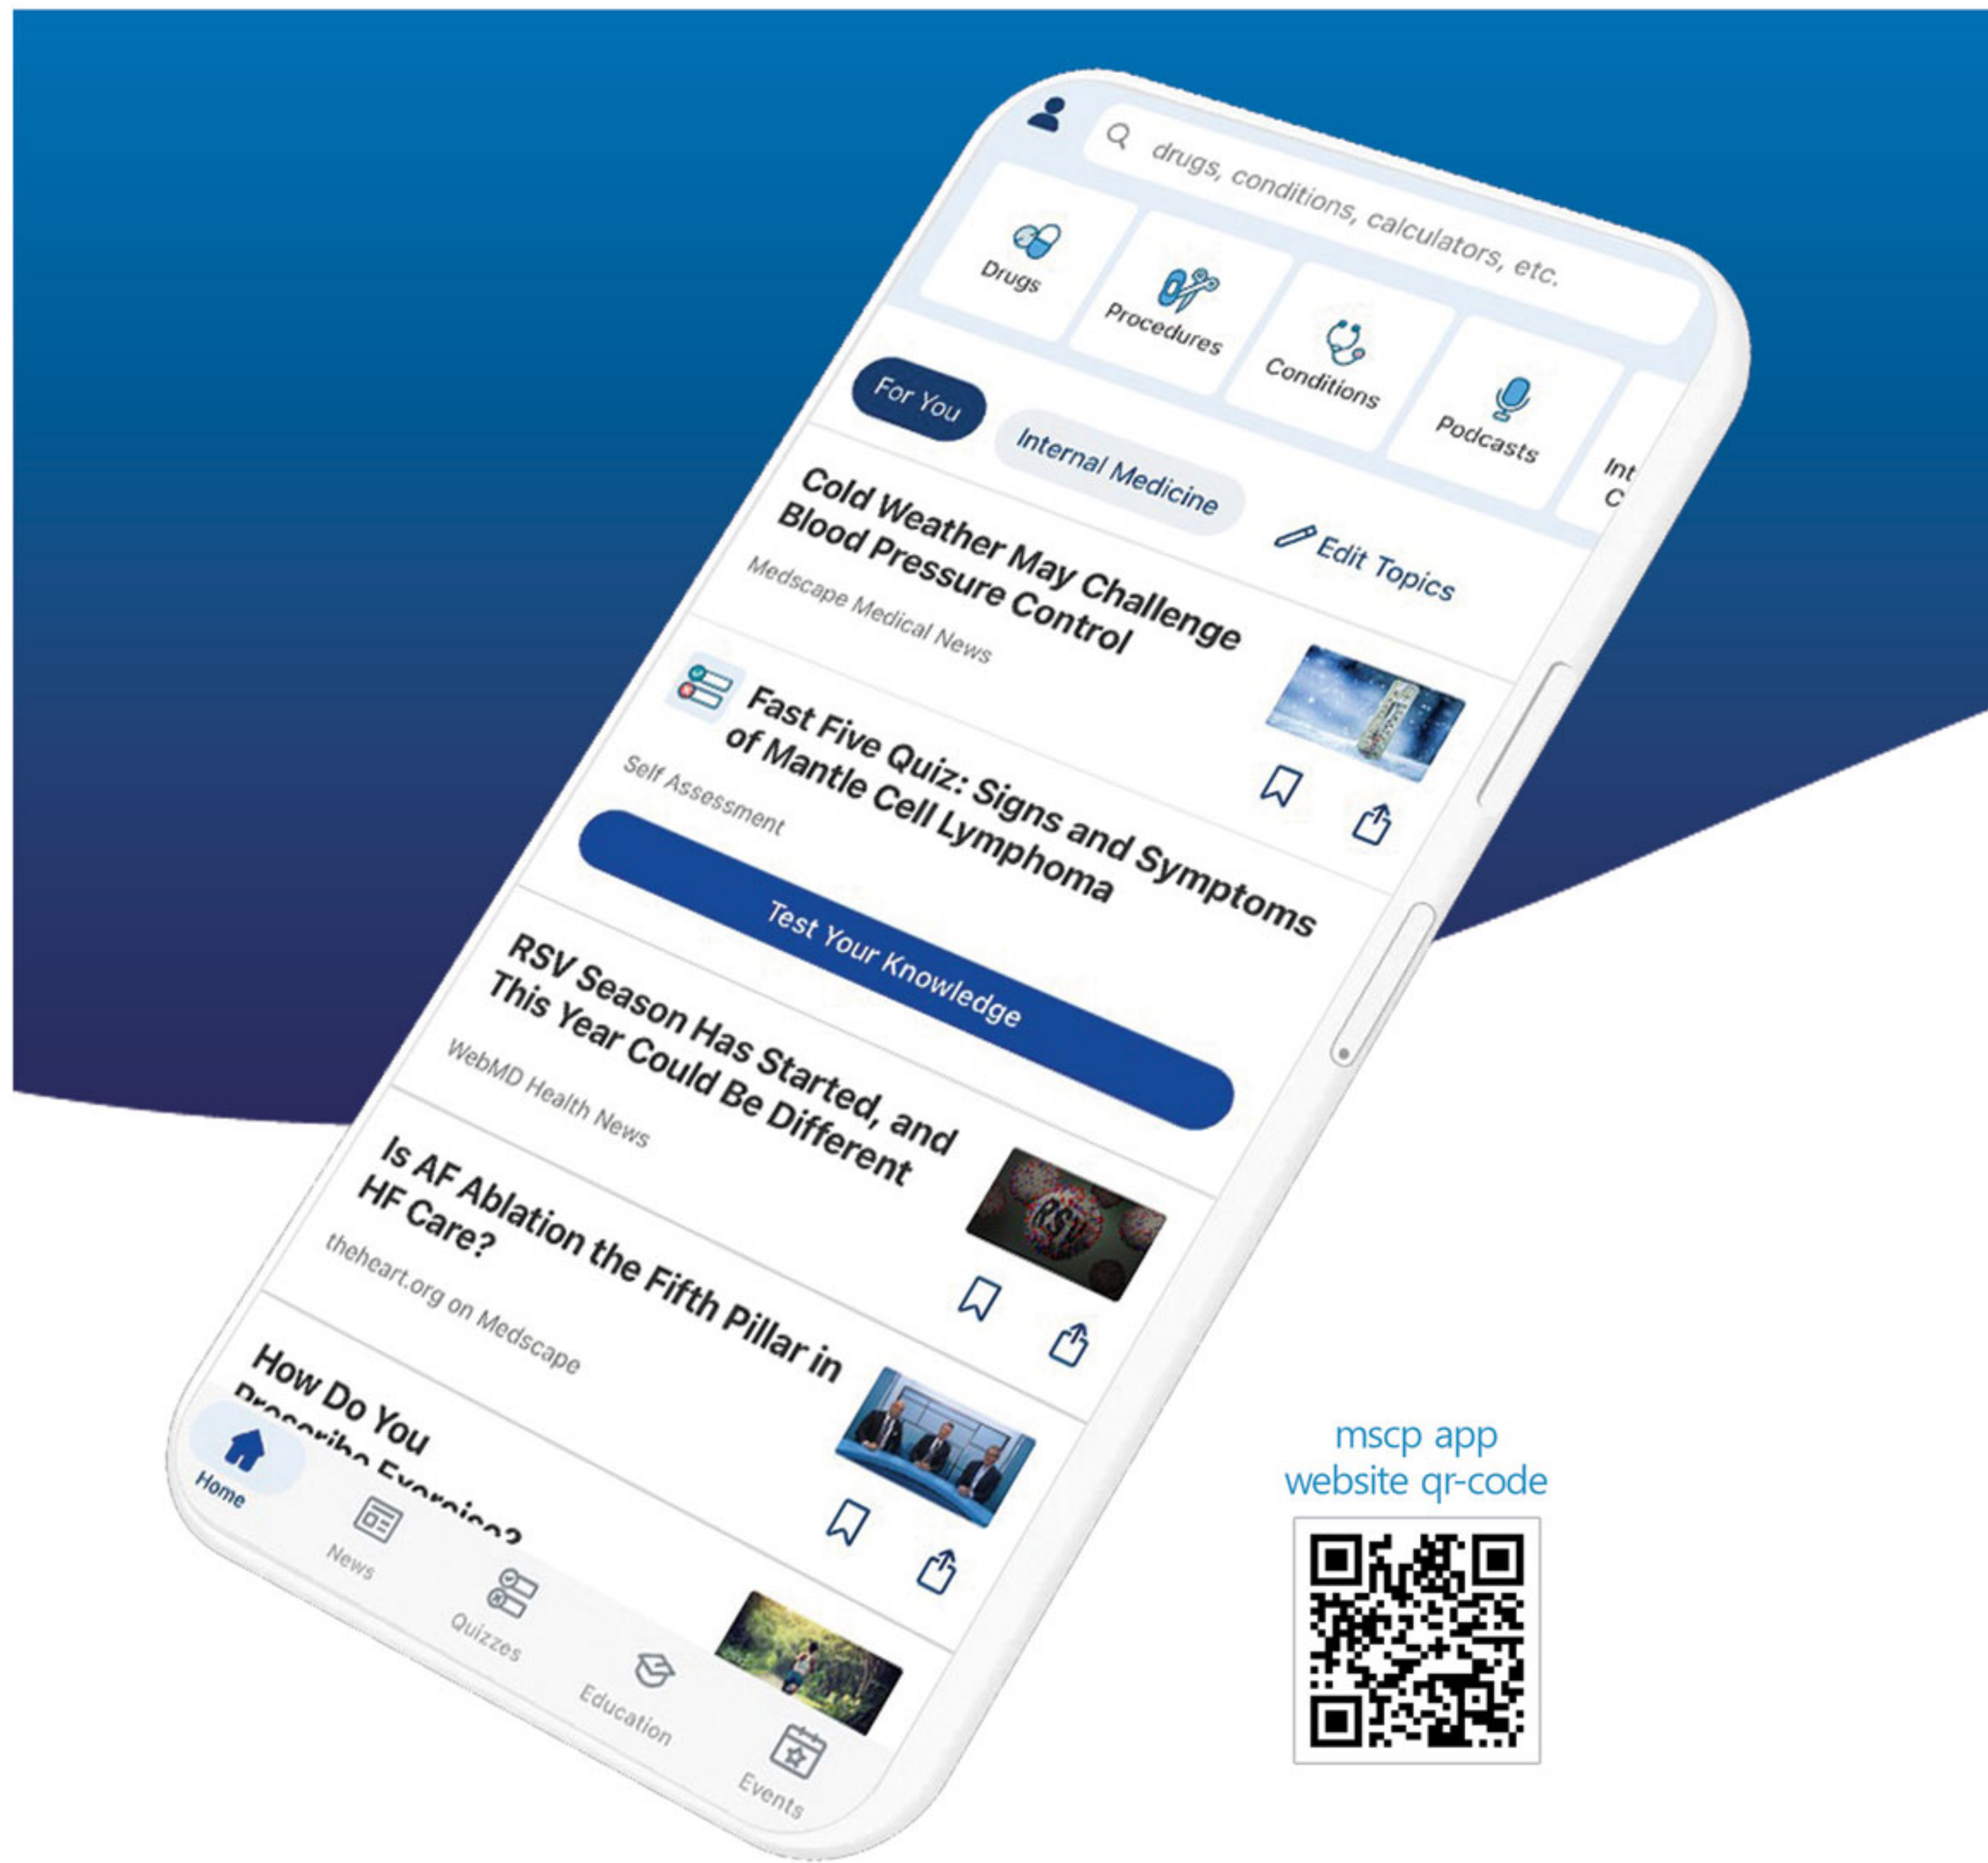 drugs, conditions, calculators, etc.
Drugs
Procedures
Conditions
Podcasts
Int
C
For You
Internal Medicine
Edit Topics
Cold Weather May Challenge
Blood Pressure Control
Medscape Medical News
Fast Five Quiz: Signs and Symptoms
of Mantle Cell Lymphoma
Self Assessment
Test Your Knowledge
RSV Season Has Started, and
This Year Could Be Different
WebMD Health News
RSV
Is AF Ablation the Fifth Pillar in
HF Care?
theheart.org on Medscape
How Do You
Prescribe Exercise?
Home
News
Quizzes
Education
Events
mscp app
website qr-code